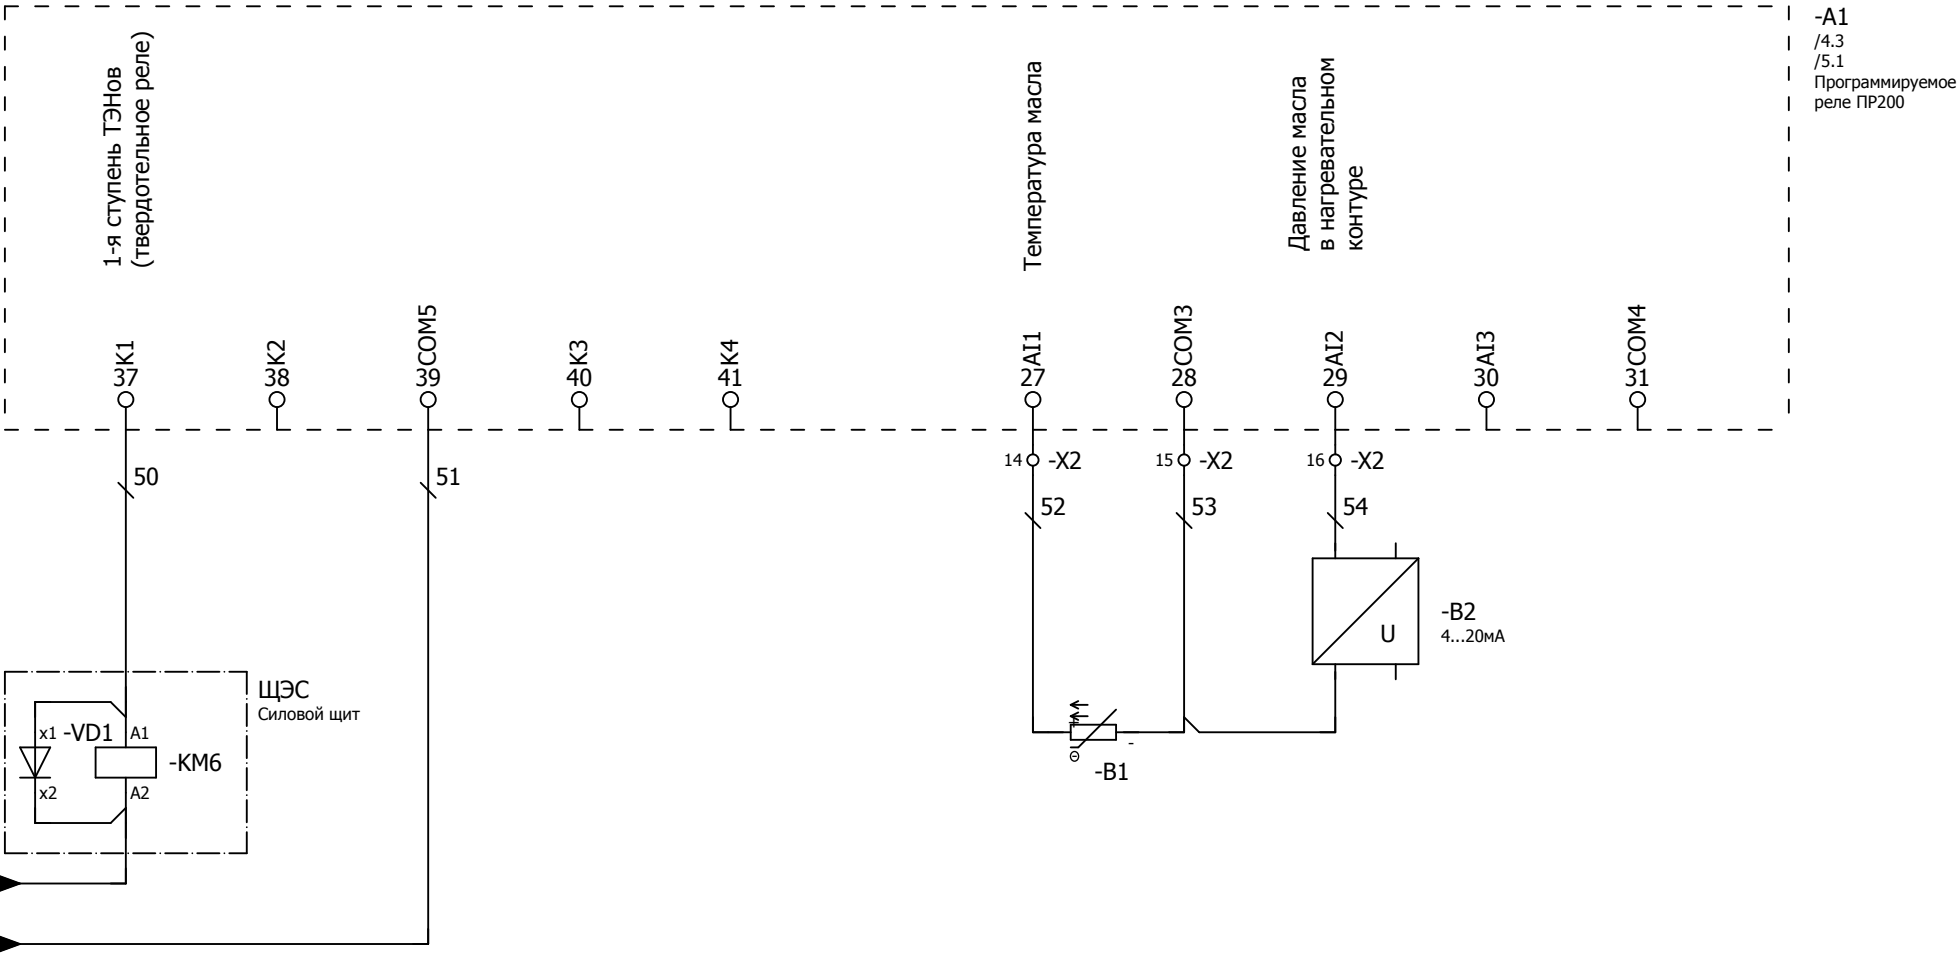 -A1
/4.3
/5.1
Программируемое
реле ПР200
1-я ступень ТЭНов
(твердотельное реле)
Температура масла
Давление масла
в нагревательном
контуре
K1
37
K2
38
COM5
39
K3
40
K4
41
AI1
27
COM3
28
AI2
29
AI3
30
COM4
31
14 -X2
15 -X2
16 -X2
50
51
52
53
54
U
-B2
4...20мА
ЩЭС
Силовой щит
x1 -VD1 A1
-KM6
x2 A2
+
-
Θ
-B1